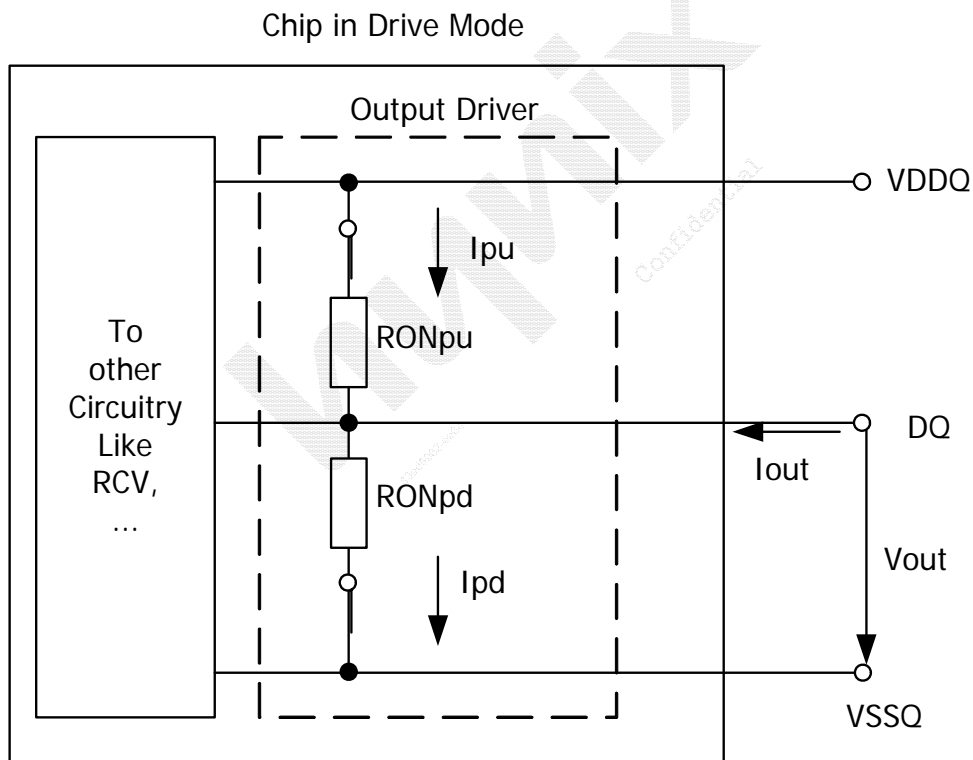 Chip in Drive Mode
Output Driver
VDDQ
Ipu
To
other
Circuitry
Like
RCV,
...
RONpu
DQ
Iout
RONpd
Vout
Ipd
VSSQ
Confidential